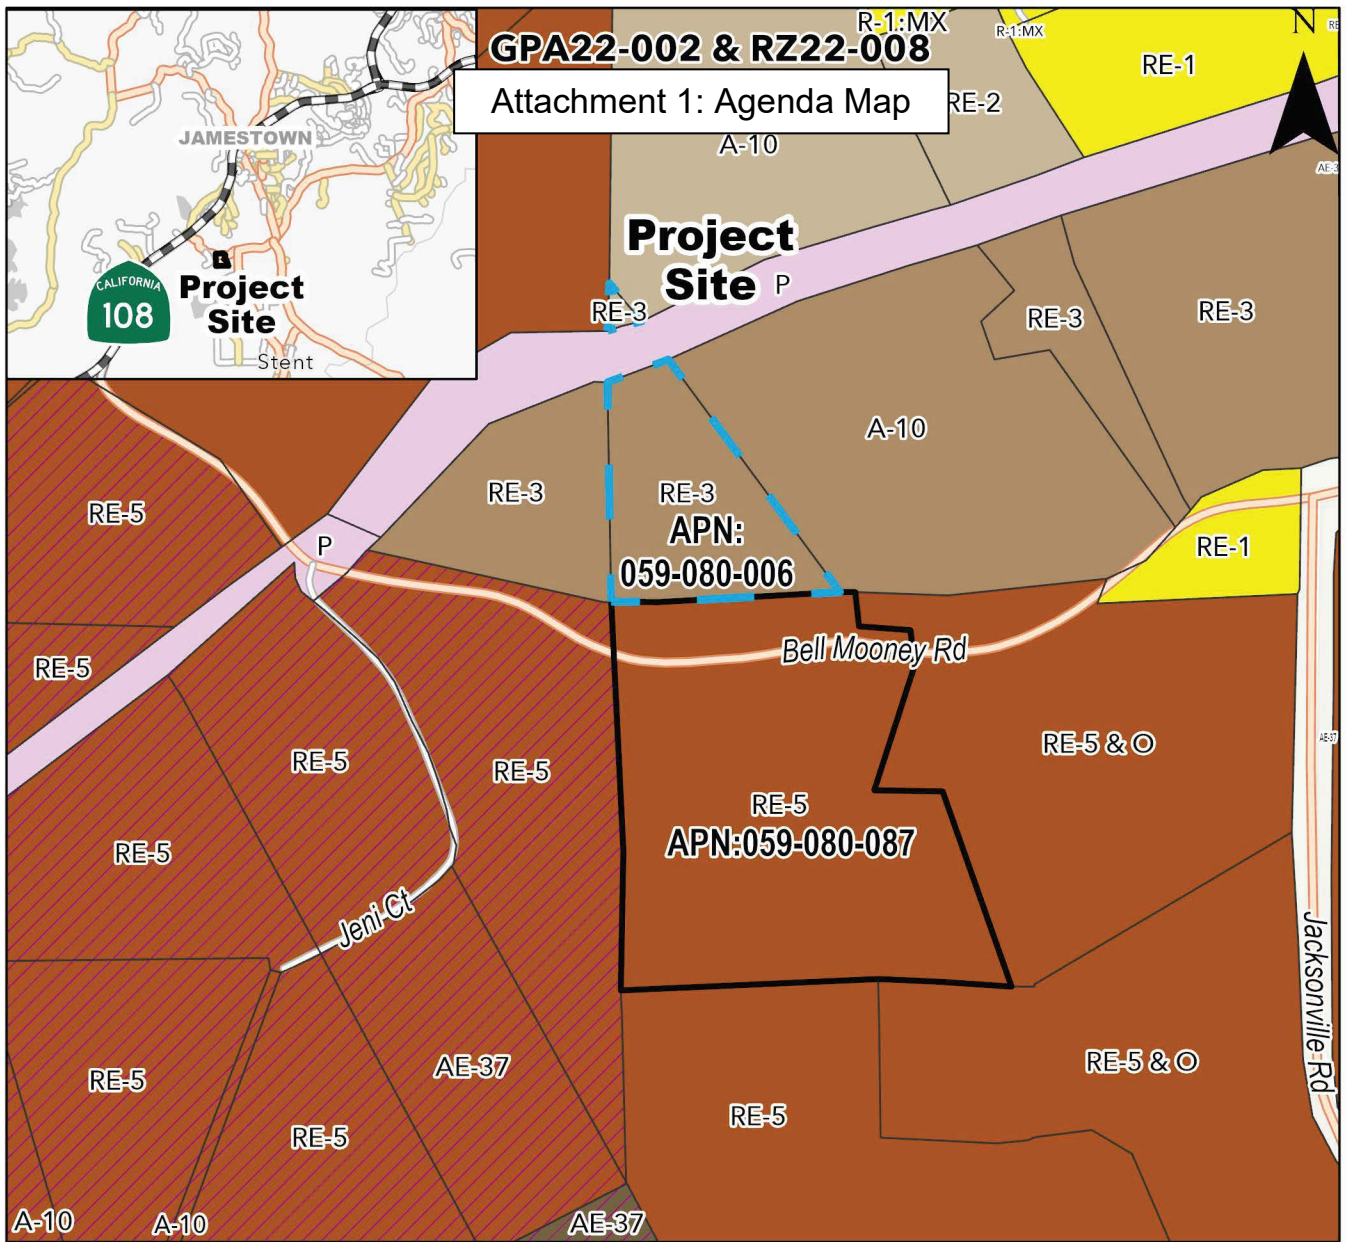 R-1:MX
R-1:MX
N
RE
GPA22-002 & RZ22-008
RE-1
Attachment 1: Agenda Map
RE-2
JAMESTOWN
A-10
Project
Site
P
RE-3
RE-3
RE-3
CALIFORNIA
108
Project
Site
Stent
A-10
RE-5
RE-3
RE-3
APN:
059-080-006
P
RE-1
RE-5
Bell Mooney Rd
RE-5
RE-5
RE-5 & O
AE-37
RE-5
APN:059-080-087
RE-5
Jeni Ct
Jacksonville Rd
RE-5
AE-37
RE-5 & O
RE-5
RE-5
A-10
A-10
AE-37